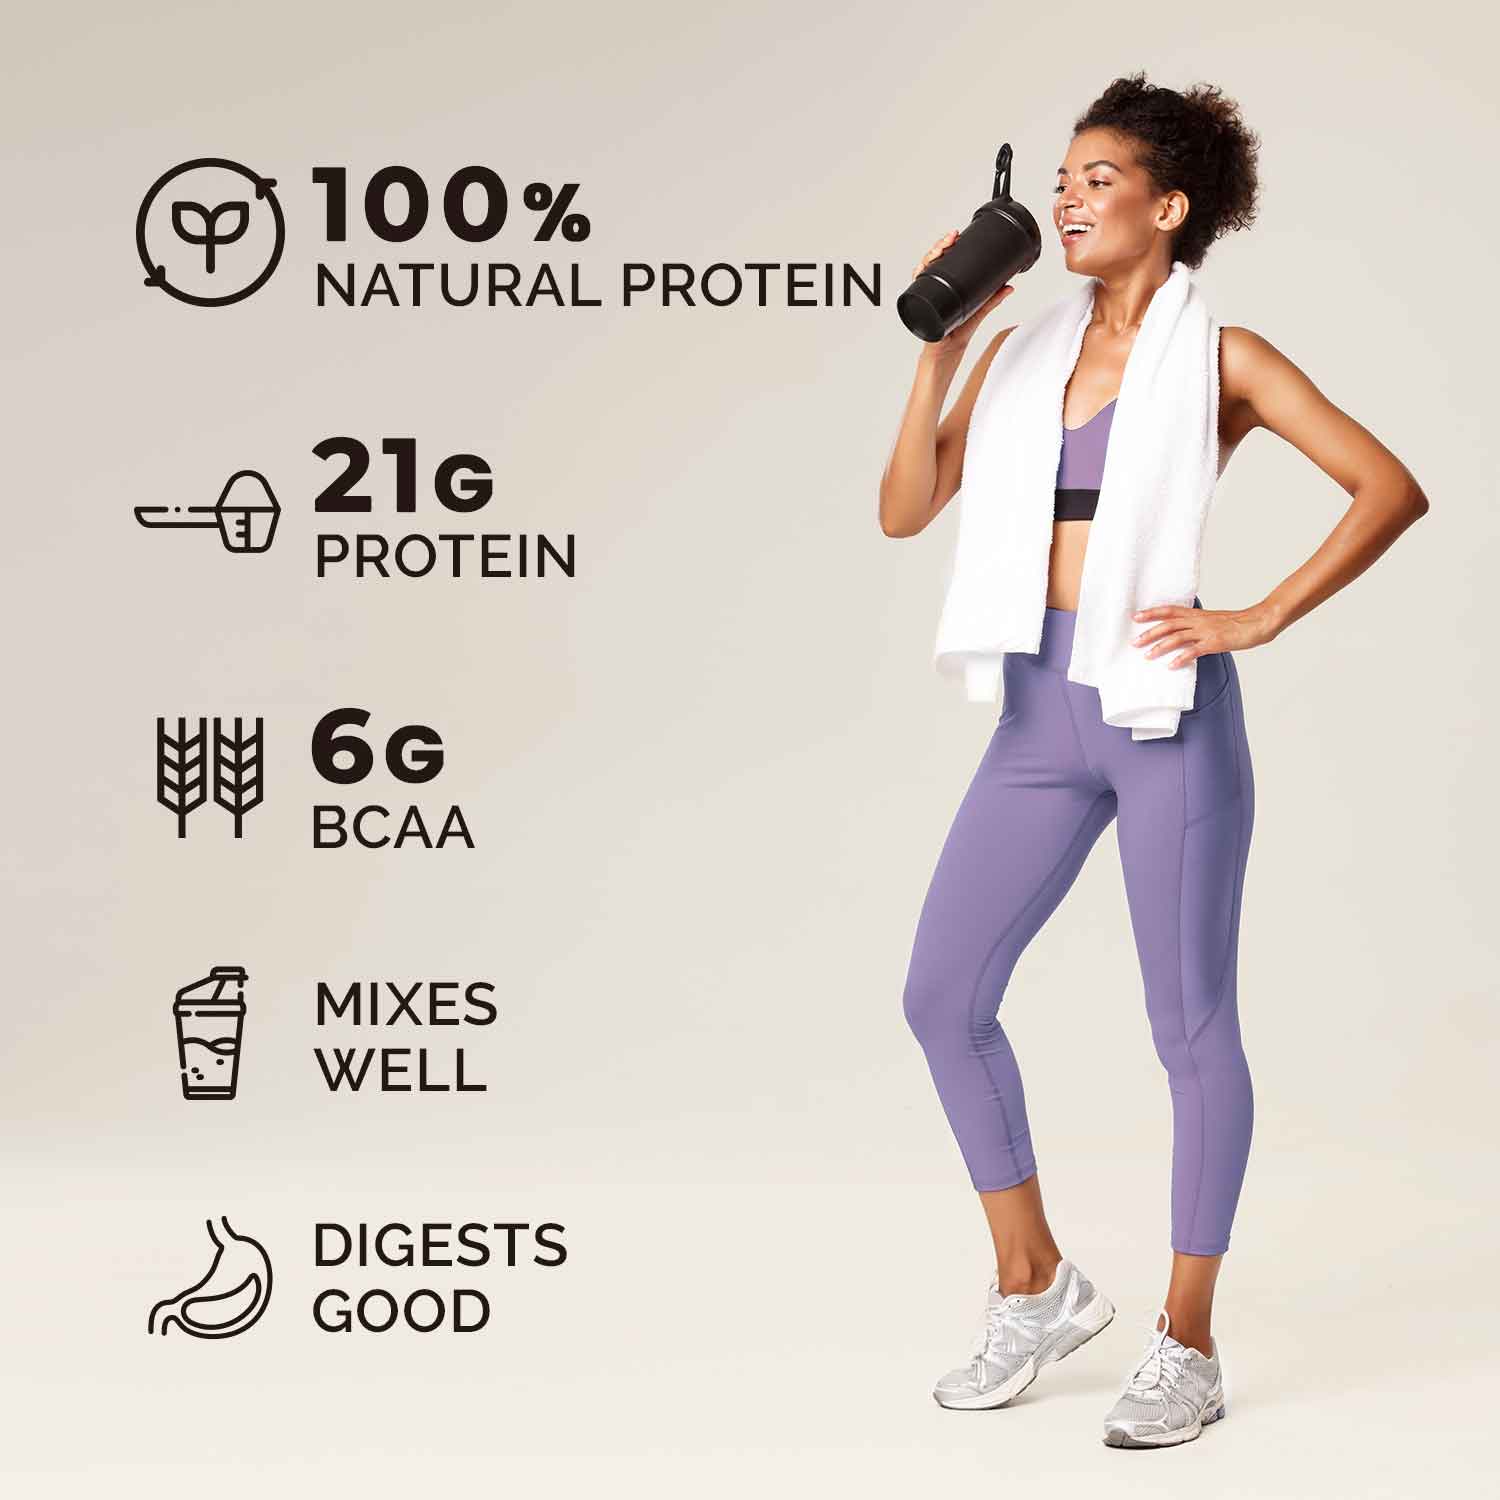 100%
NATURAL PROTEIN
21G
PROTEIN
6G
BCAA
MIXES
WELL
DIGESTS
GOOD